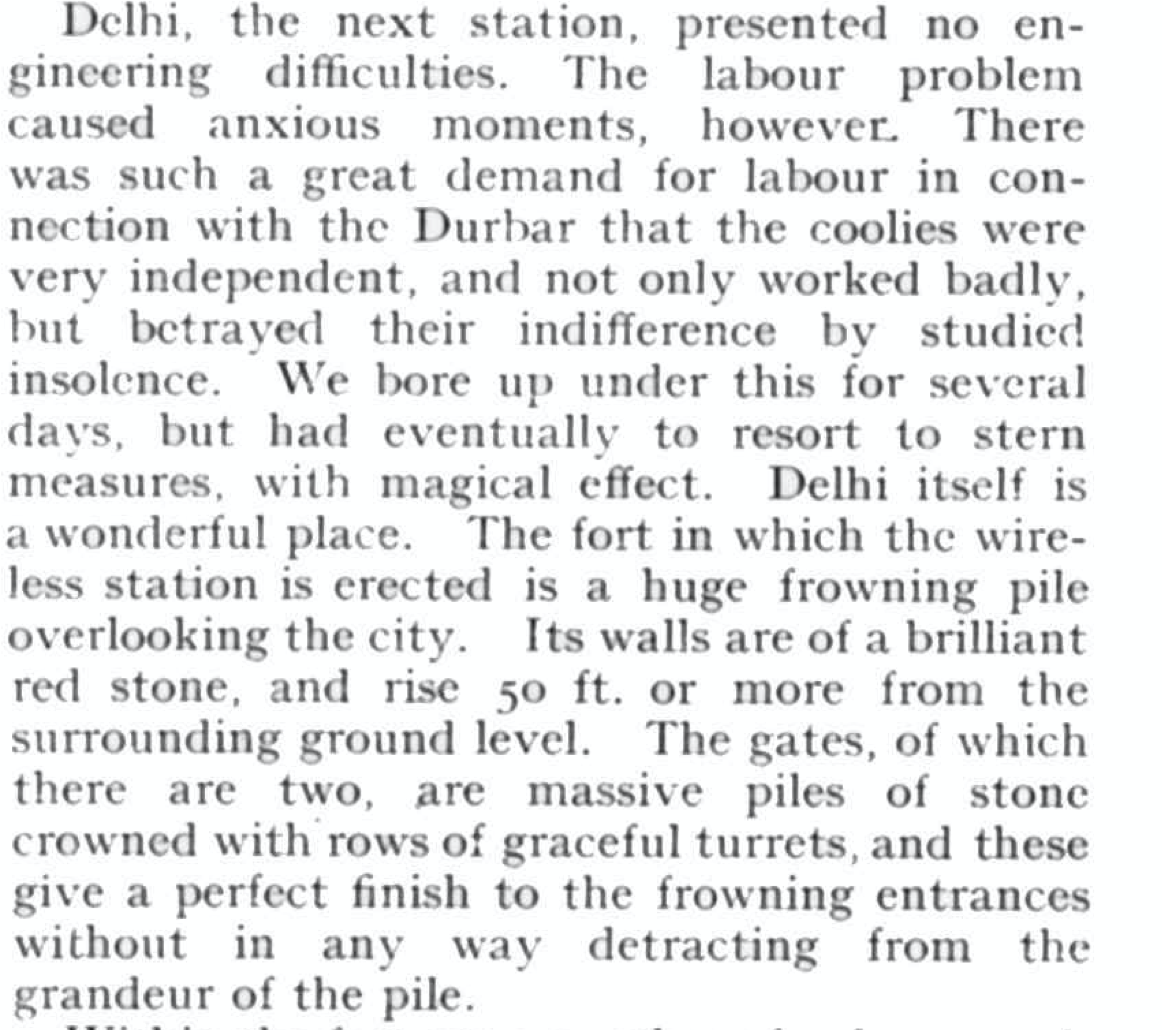 Delhi, the next station, presented no en-
gineering difficulties. The labour problem
caused anxious moments, however. There
was such a great demand for labour in con-
nection with the Durbar that the coolies were
very independent, and not only worked badly,
but betrayed their indifference by studied
insolence. We bore up under this for several
days, but had eventually to resort to stern
measures, with magical effect. Delhi itself is
a wonderful place. The fort in which the wire-
less station is erected is a huge frowning pile
overlooking the city. Its walls are of a brilliant
red stone, and rise 50 ft. or more from the
surrounding ground level. The gates, of which
there are two, are massive piles of stone
crowned with rows of graceful turrets, and these
give a perfect finish to the frowning entrances
without in any way detracting from the
grandeur of the pile.